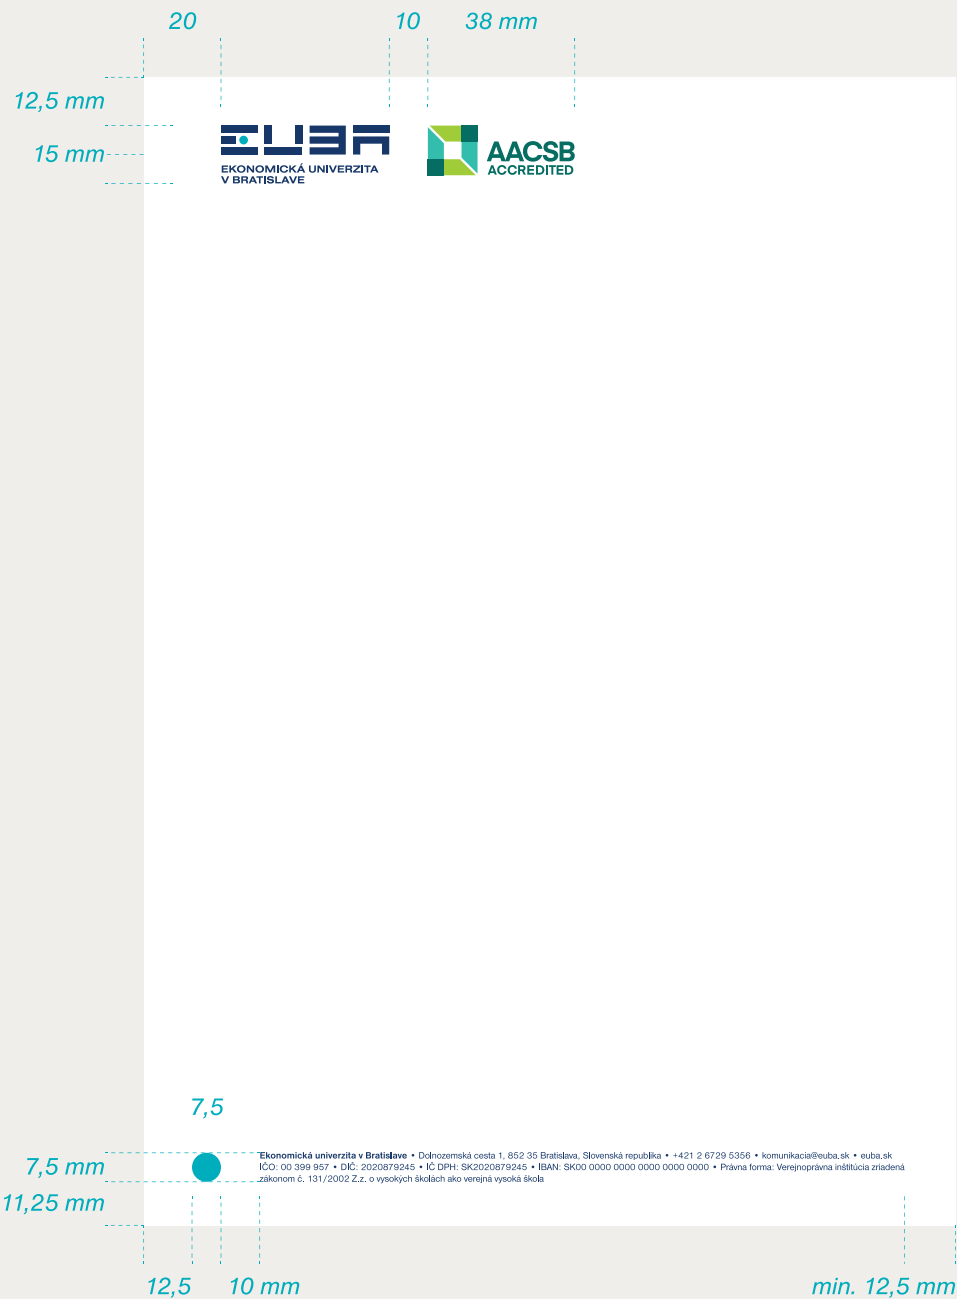 20 10 38 mm
12,5 mm
15 mm
EUBA
EKONOMICKÁ UNIVERZITA
V BRATISLAVE
AACSB
ACCREDITED
7,5
7,5 mm
11,25 mm
Ekonomická univerzita v Bratislave • Dolnozemská cesta 1, 852 35 Bratislava, Slovenská republika • +421 2 6729 5356 • komunikacia@euba.sk • euba.sk
IČO: 00 399 957 • DIČ: 2020879245 • IČ DPH: SK2020879245 • IBAN: SK00 0000 0000 0000 0000 0000 • Právna forma: Verejnoprávna inštitúcia zriadená
zákonom č. 131/2002 Z.z. o vysokých školách ako verejná vysoká škola
12,5 10 mm min. 12,5 mm